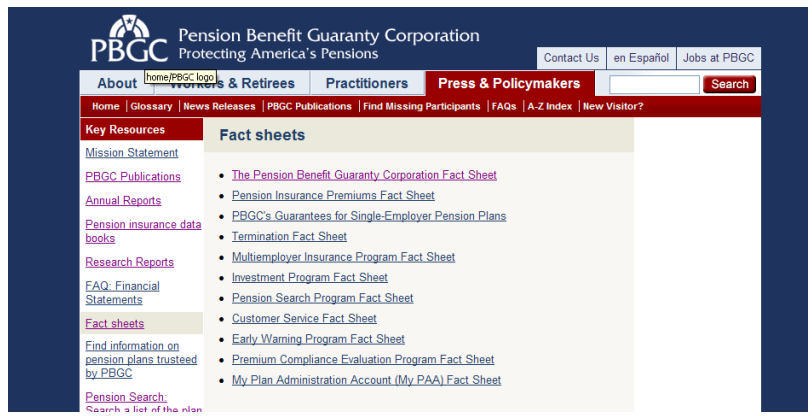 Pension Benefit Guaranty Corporation
PBGC
Protecting America's Pensions
Contact Us
en Español
Jobs at PBGC
home/PBGC logo
About
& Retirees
Practitioners
Press & Policymakers
Search
Home | Glossary | News Releases | PBGC Publications | Find Missing Participants | FAQs | A-Z Index | New Visitor?
Key Resources
Mission Statement
PBGC Publications
Annual Reports
Pension insurance data
books
Research Reports
FAQ: Financial
Statements
Fact sheets
Find information on
pension plans trusteed
by PBGC
Pension Search:
Search a list of the plan
Fact sheets
• The Pension Benefit Guaranty Corporation Fact Sheet
• Pension Insurance Premiums Fact Sheet
• PBGC's Guarantees for Single-Employer Pension Plans
• Termination Fact Sheet
• Multiemployer Insurance Program Fact Sheet
• Investment Program Fact Sheet
• Pension Search Program Fact Sheet
• Customer Service Fact Sheet
• Early Warning Program Fact Sheet
• Premium Compliance Evaluation Program Fact Sheet
• My Plan Administration Account (My PAA) Fact Sheet